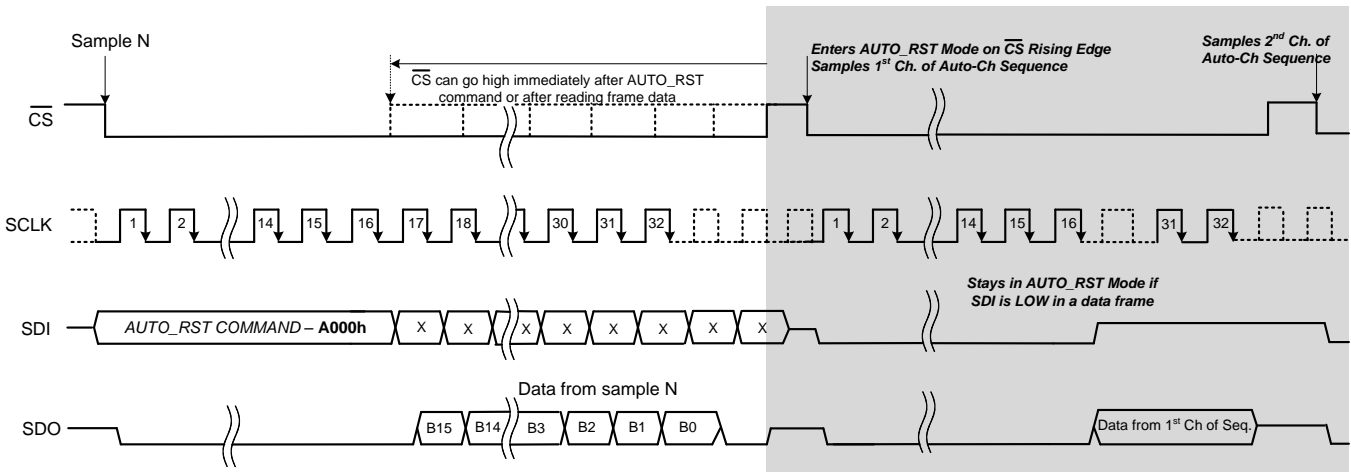 Sample N
Enters AUTO_RST Mode on CS Rising Edge
Samples 1st Ch. of Auto-Ch Sequence
Samples 2nd Ch. of
Auto-Ch Sequence
CS can go high immediately after AUTO_RST
command or after reading frame data
CS
SCLK
1 2 14 15 16 17 18 30 31 32 1 2 14 15 16 31 32
Stays in AUTO_RST Mode if
SDI is LOW in a data frame
SDI
AUTO_RST COMMAND – A000h X X X X X X X X
Data from sample N
SDO
B15 B14 B3 B2 B1 B0 Data from 1st Ch of Seq.